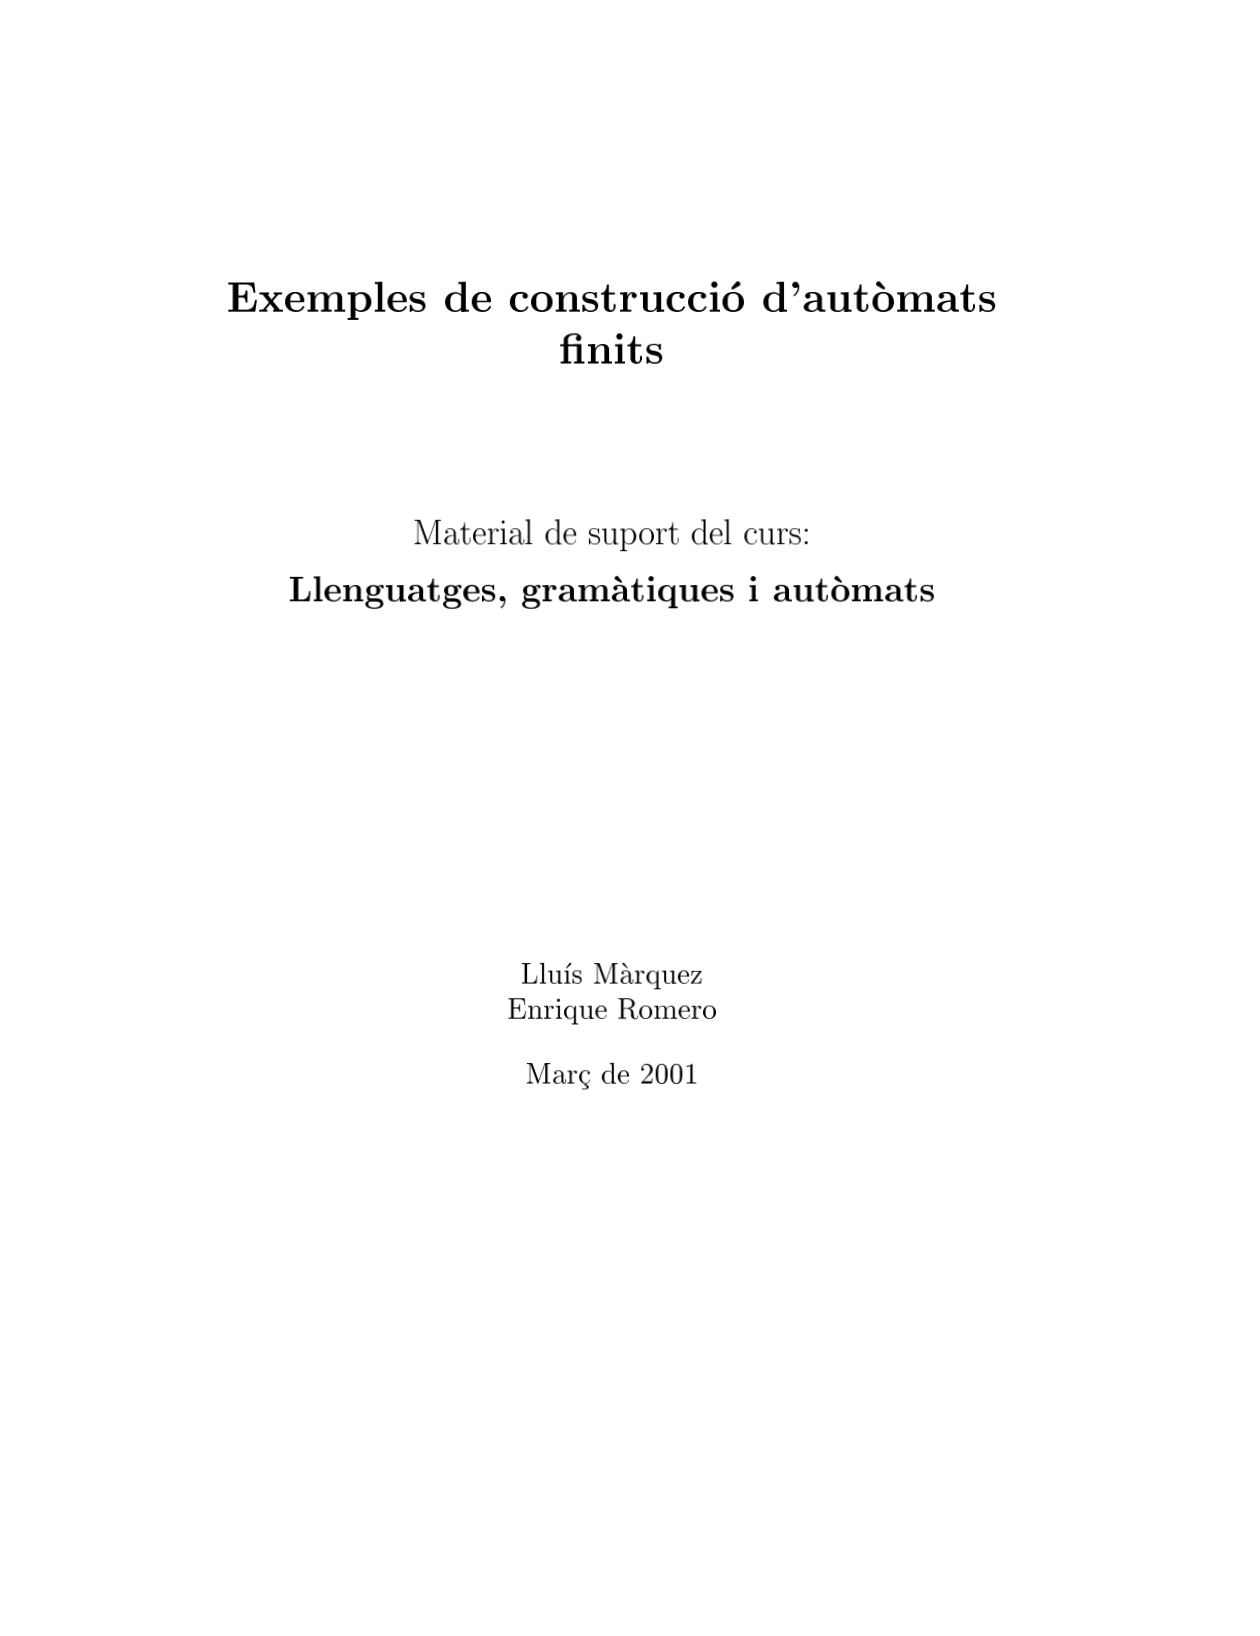 Exemples de construcció d'autòmats
finits
Material de suport del curs:
Llenguatges, gramàtiques i autòmats
Lluís Màrquez
Enrique Romero
Març de 2001